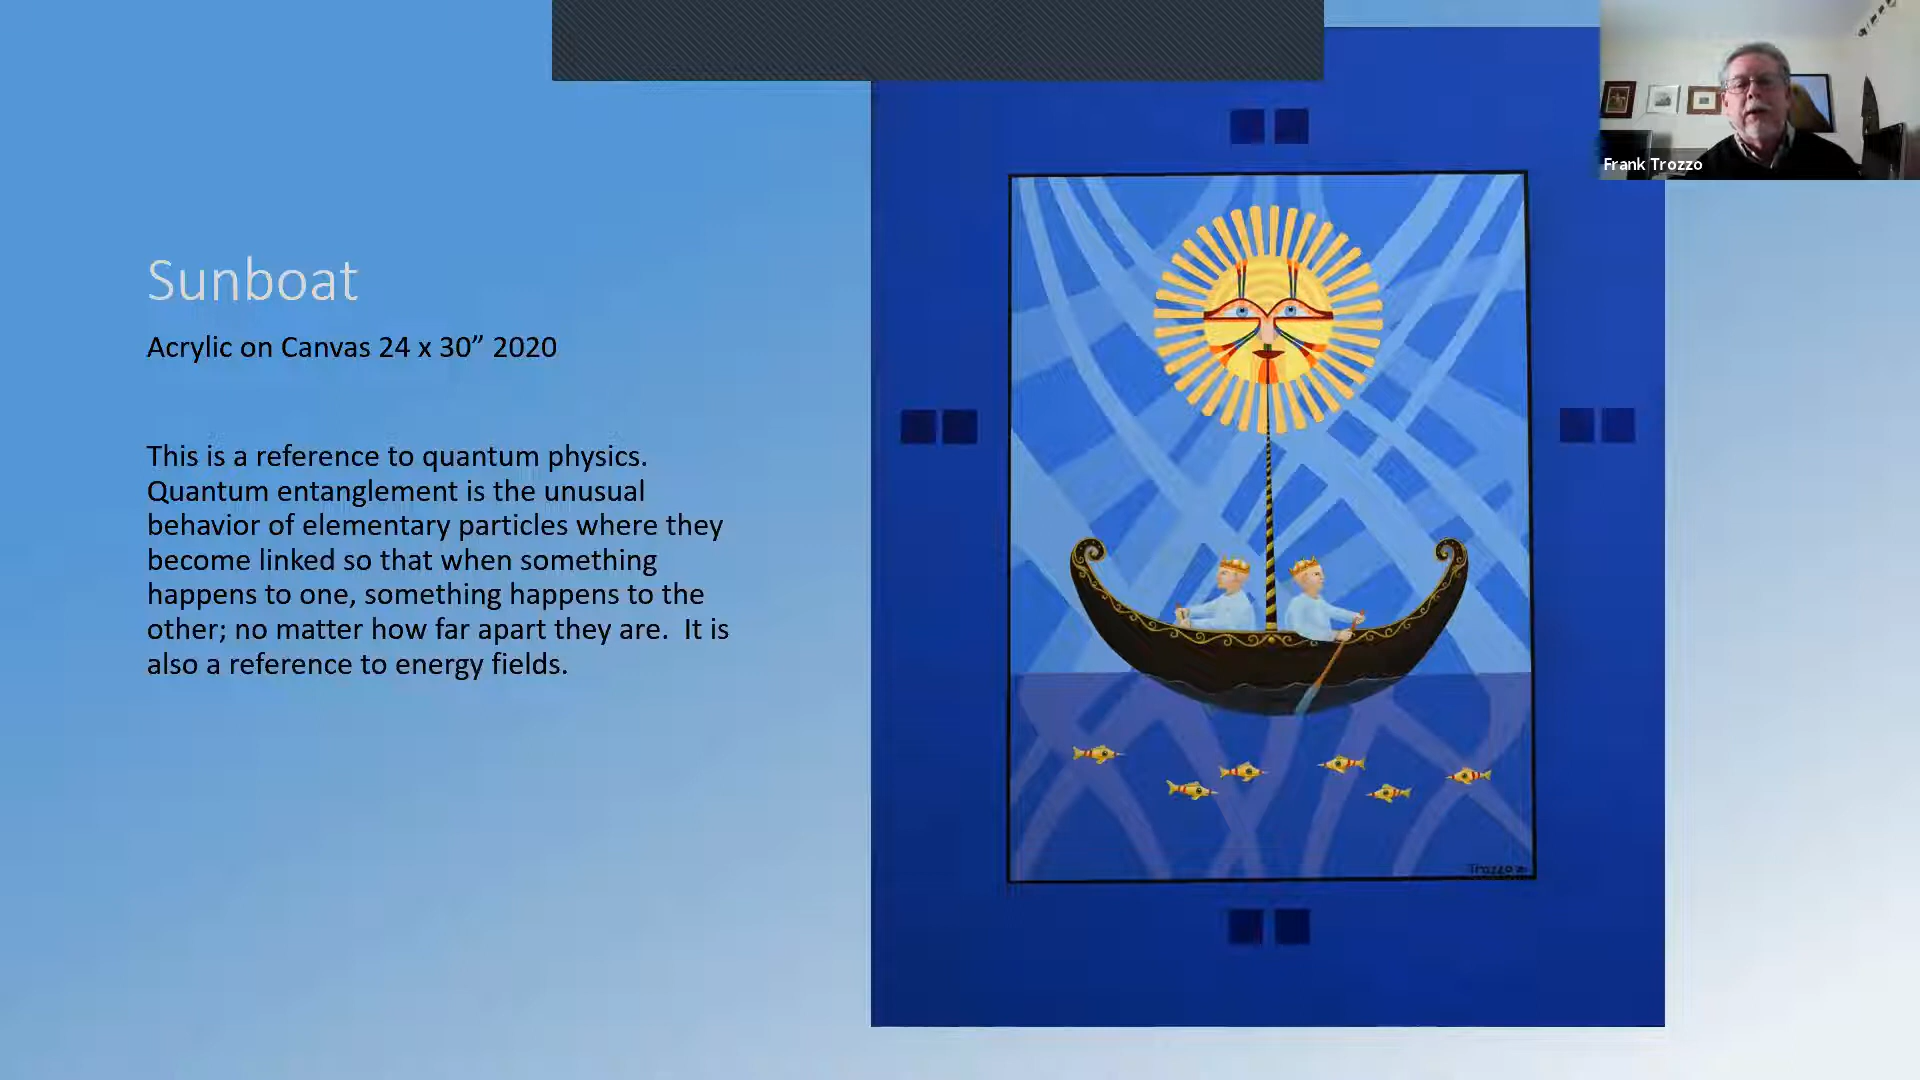 Frank Trozzo
Sunboat
Acrylic on Canvas 24 x 30” 2020
This is a reference to quantum physics.
Quantum entanglement is the unusual
behavior of elementary particles where they
become linked so that when something
happens to one, something happens to the
other; no matter how far apart they are.  It is
also a reference to energy fields.
Trozzo